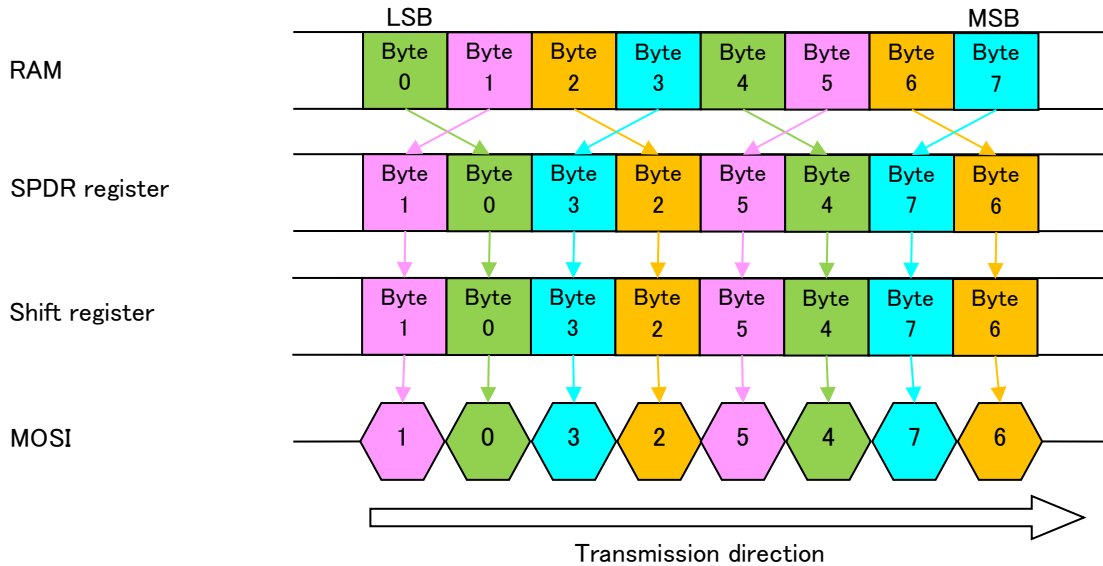 LSB MSB
RAM
Byte Byte Byte Byte Byte Byte Byte Byte
0 1 2 3 4 5 6 7
SPDR register
Byte Byte Byte Byte Byte Byte Byte Byte
1 0 3 2 5 4 7 6
Shift register
Byte Byte Byte Byte Byte Byte Byte Byte
1 0 3 2 5 4 7 6
MOSI
1 0 3 2 5 4 7 6
Transmission direction